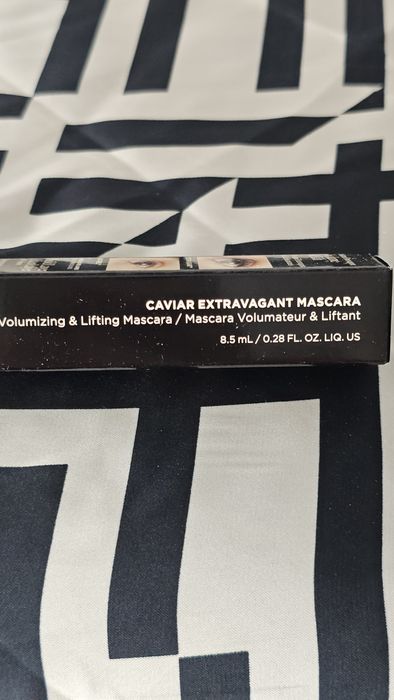 CAVIAR EXTRAVAGANT MASCARA
Volumizing & Lifting Mascara / Mascara Volumateur & Liftant
8.5 mL / 0.28 FL. OZ. LIQ. US